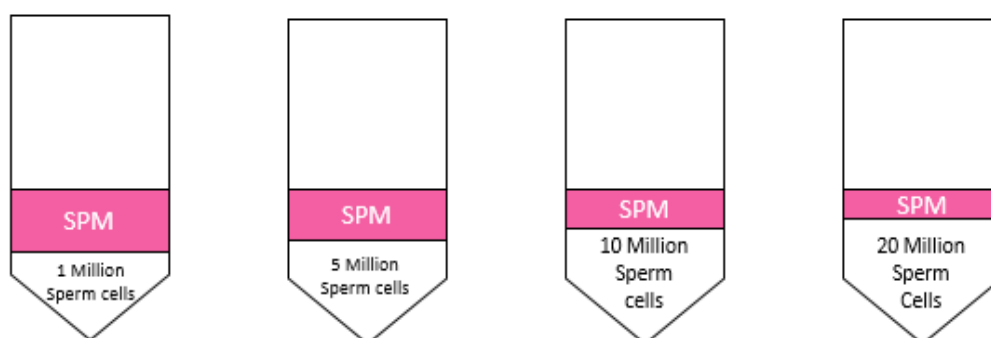 SPM
1 Million
Sperm cells
SPM
5 Million
Sperm cells
SPM
10 Million
Sperm
cells
SPM
20 Million
Sperm
Cells